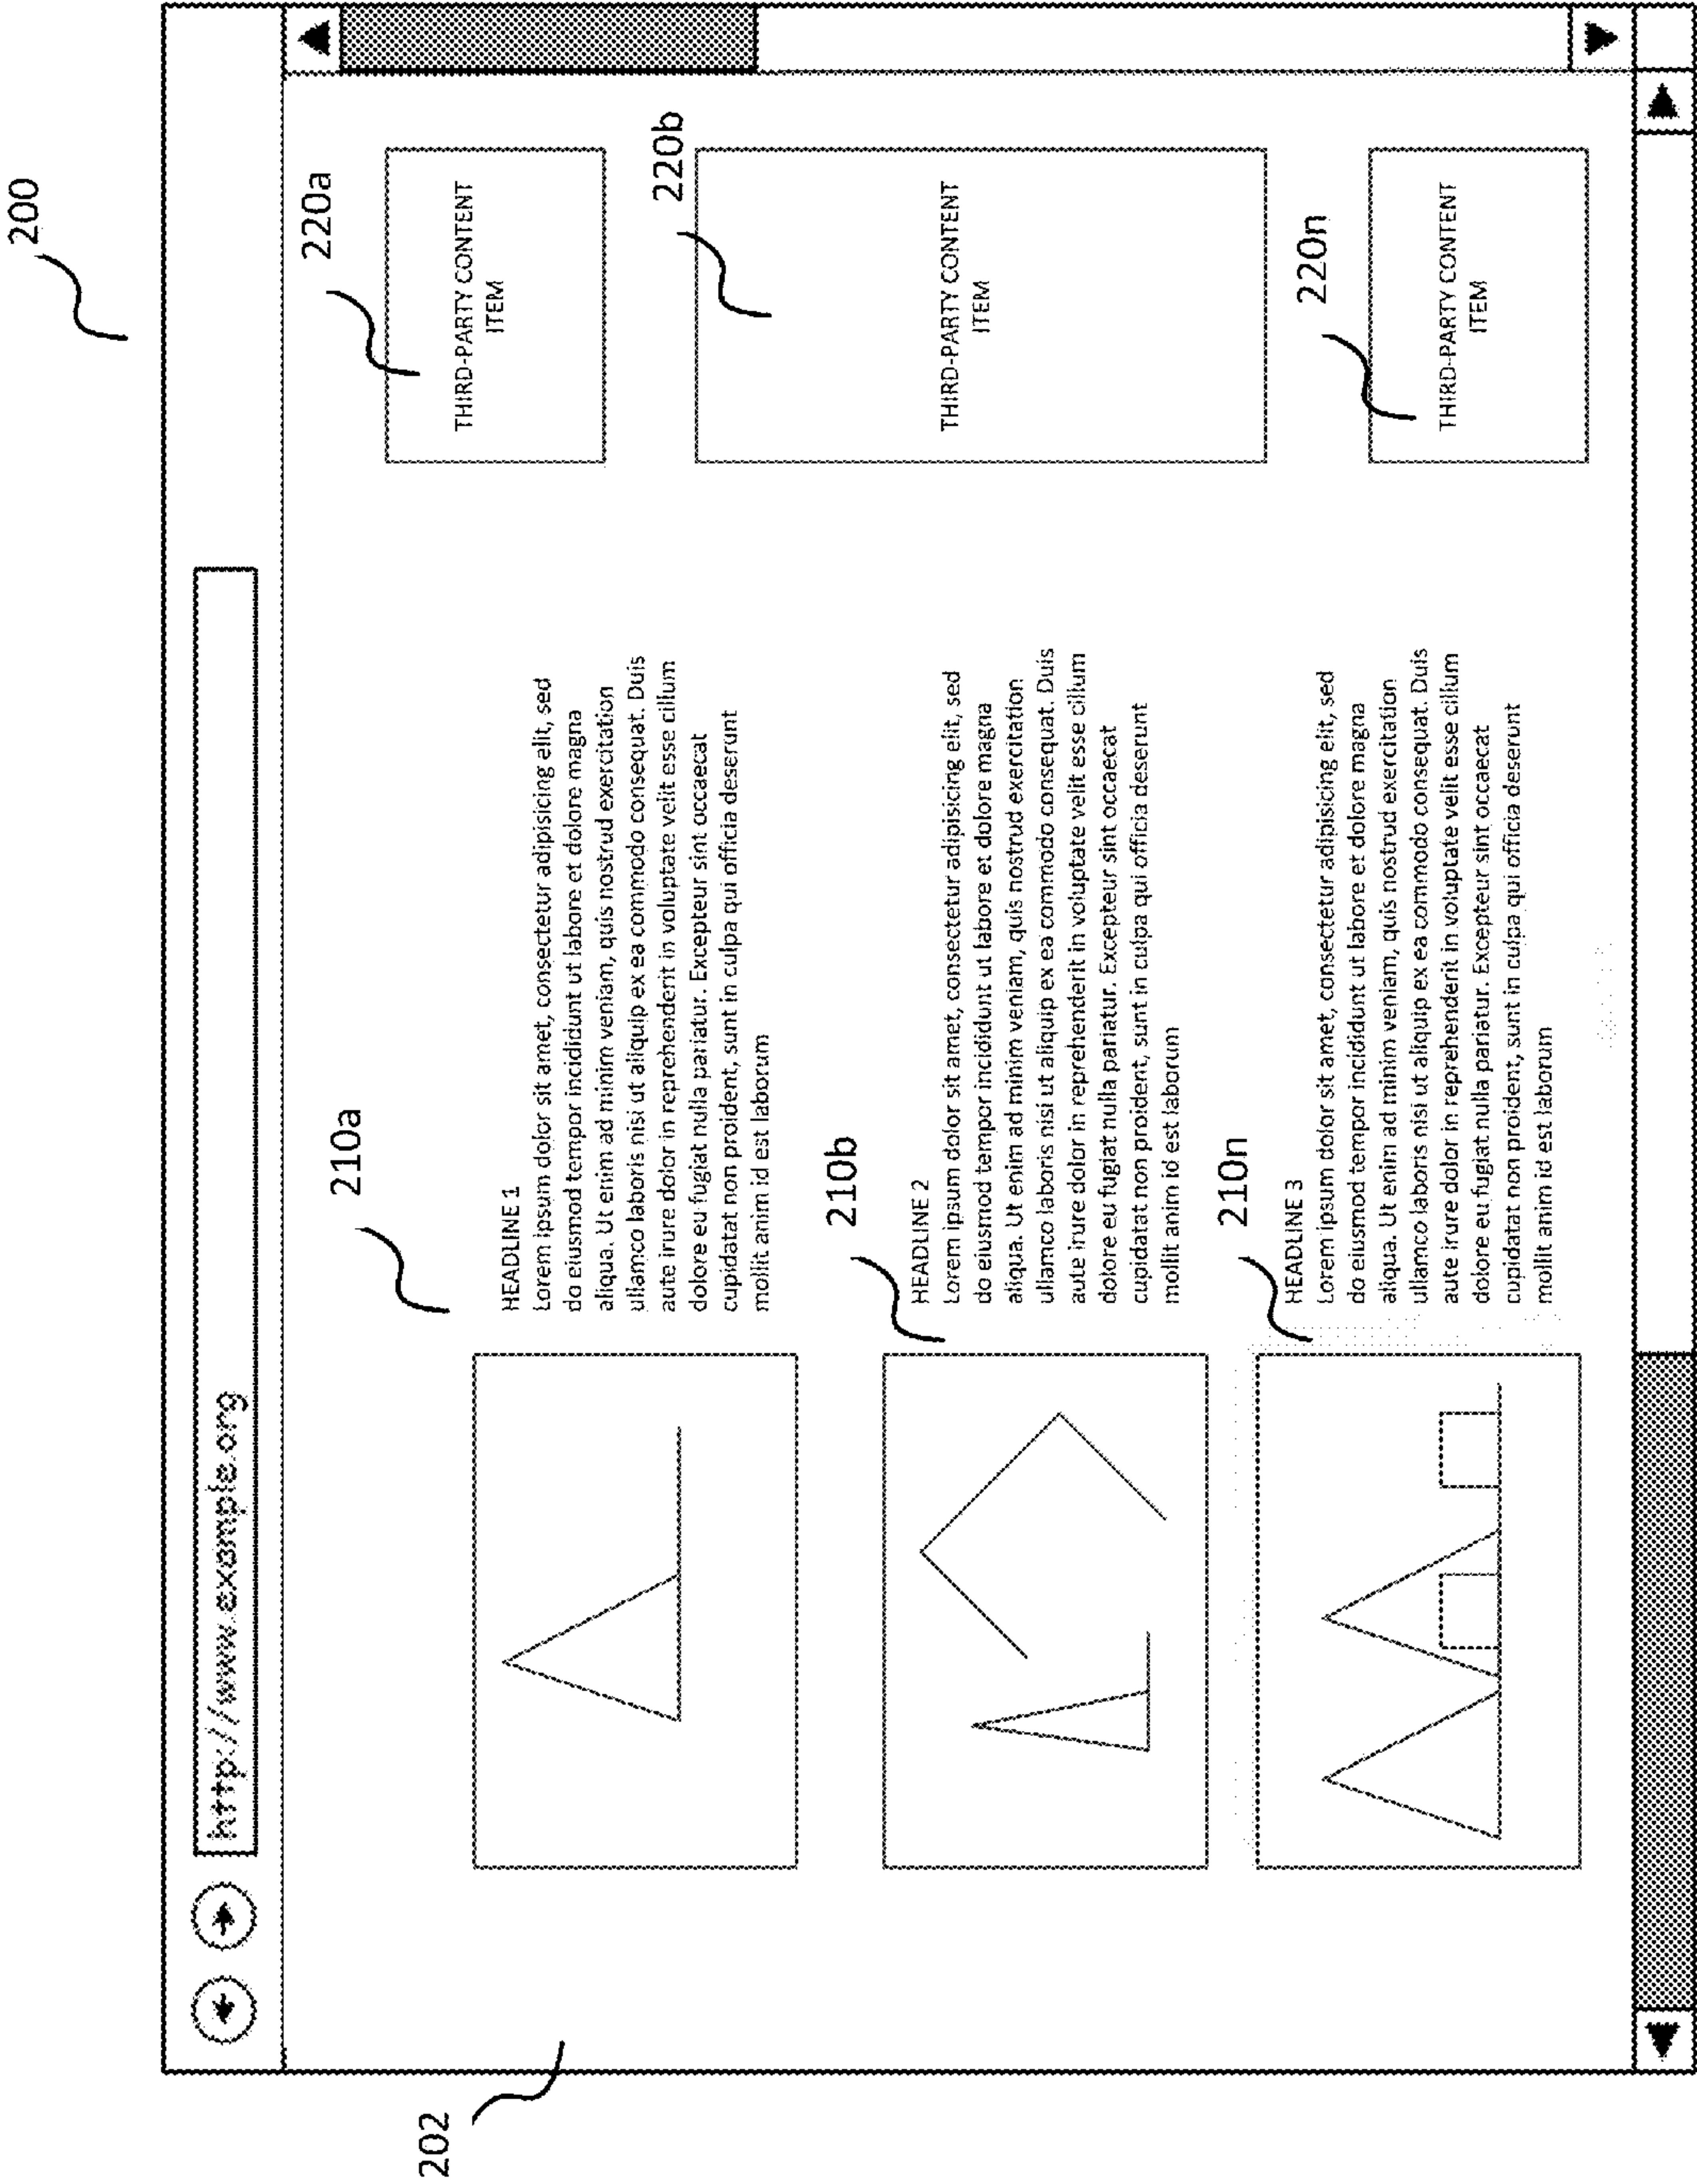 200
http://www.example.org
202
210a
HEADLINE 1
Lorem ipsum dolor sit amet, consectetur adipisicing elit, sed
do eiusmod tempor incididunt ut labore et dolore magna
aliqua. Ut enim ad minim veniam, quis nostrud exercitation
ullamco laboris nisi ut aliquip ex ea commodo consequat. Duis
aute irure dolor in reprehenderit in voluptate velit esse cillum
dolore eu fugiat nulla pariatur. Excepteur sint occaecat
cupidatat non proident, sunt in culpa qui officia deserunt
mollit anim id est laborum
220a
THIRD-PARTY CONTENT
ITEM
210b
HEADLINE 2
Lorem ipsum dolor sit amet, consectetur adipisicing elit, sed
do eiusmod tempor incididunt ut labore et dolore magna
aliqua. Ut enim ad minim veniam, quis nostrud exercitation
ullamco laboris nisi ut aliquip ex ea commodo consequat. Duis
aute irure dolor in reprehenderit in voluptate velit esse cillum
dolore eu fugiat nulla pariatur. Excepteur sint occaecat
cupidatat non proident, sunt in culpa qui officia deserunt
mollit anim id est laborum
220b
THIRD-PARTY CONTENT
ITEM
210n
HEADLINE 3
Lorem ipsum dolor sit amet, consectetur adipisicing elit, sed
do eiusmod tempor incididunt ut labore et dolore magna
aliqua. Ut enim ad minim veniam, quis nostrud exercitation
ullamco laboris nisi ut aliquip ex ea commodo consequat. Duis
aute irure dolor in reprehenderit in voluptate velit esse cillum
dolore eu fugiat nulla pariatur. Excepteur sint occaecat
cupidatat non proident, sunt in culpa qui officia deserunt
mollit anim id est laborum
220n
THIRD-PARTY CONTENT
ITEM